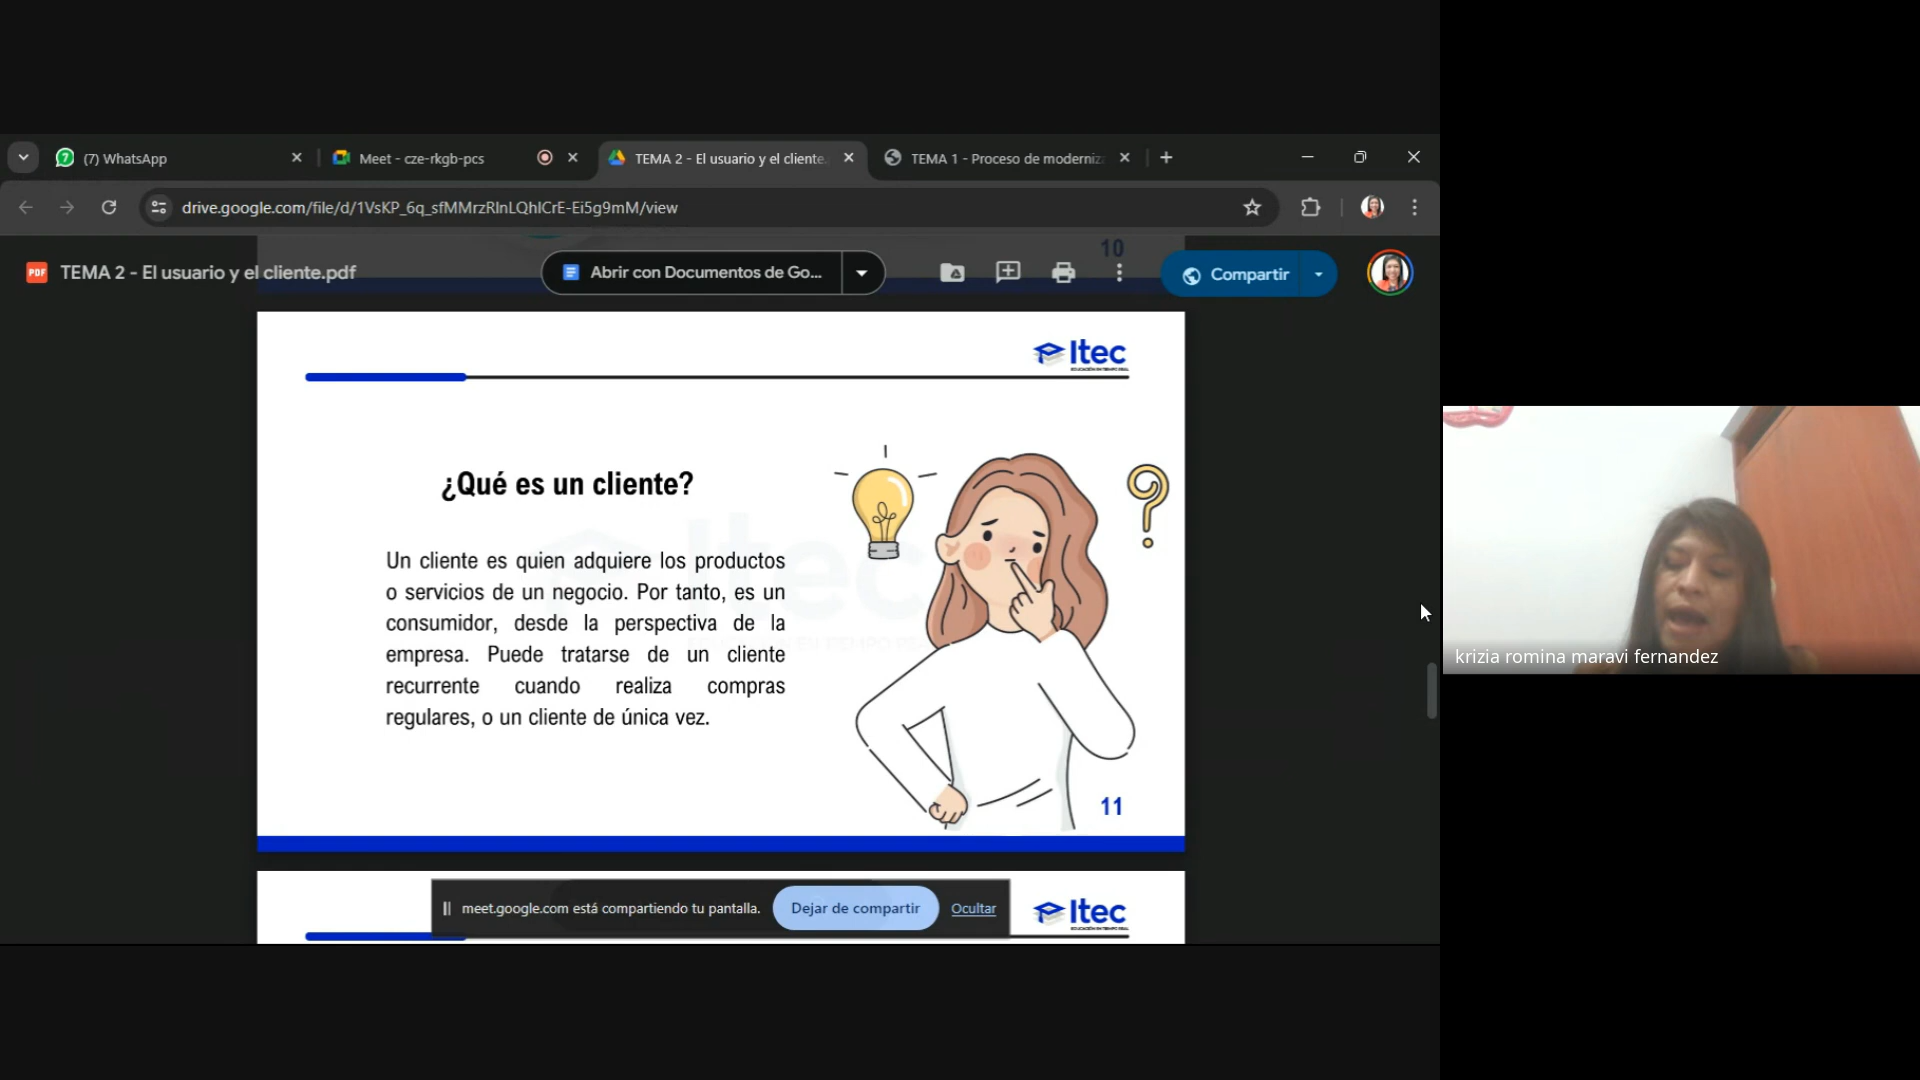 7
(7) WhatsApp
Meet - cze-rkgb-pcs
TEMA 2 - El usuario y el cliente.
TEMA 1 - Proceso de moderniz
drive.google.com/file/d/1VsKP_6q_sfMMrzRlnLQhlCrE-Ei5g9mM/view
10
PDF
TEMA 2 - El usuario y el cliente.pdf
Abrir con Documentos de Go...
Compartir
Itec
¿Qué es un cliente?
Un cliente es quien adquiere los productos
o servicios de un negocio. Por tanto, es un
consumidor, desde la perspectiva de la
empresa. Puede tratarse de un cliente
recurrente cuando realiza compras
regulares, o un cliente de única vez.
Itec
11
krizia romina maravi fernandez
meet.google.com está compartiendo tu pantalla.
Dejar de compartir
Ocultar
Itec